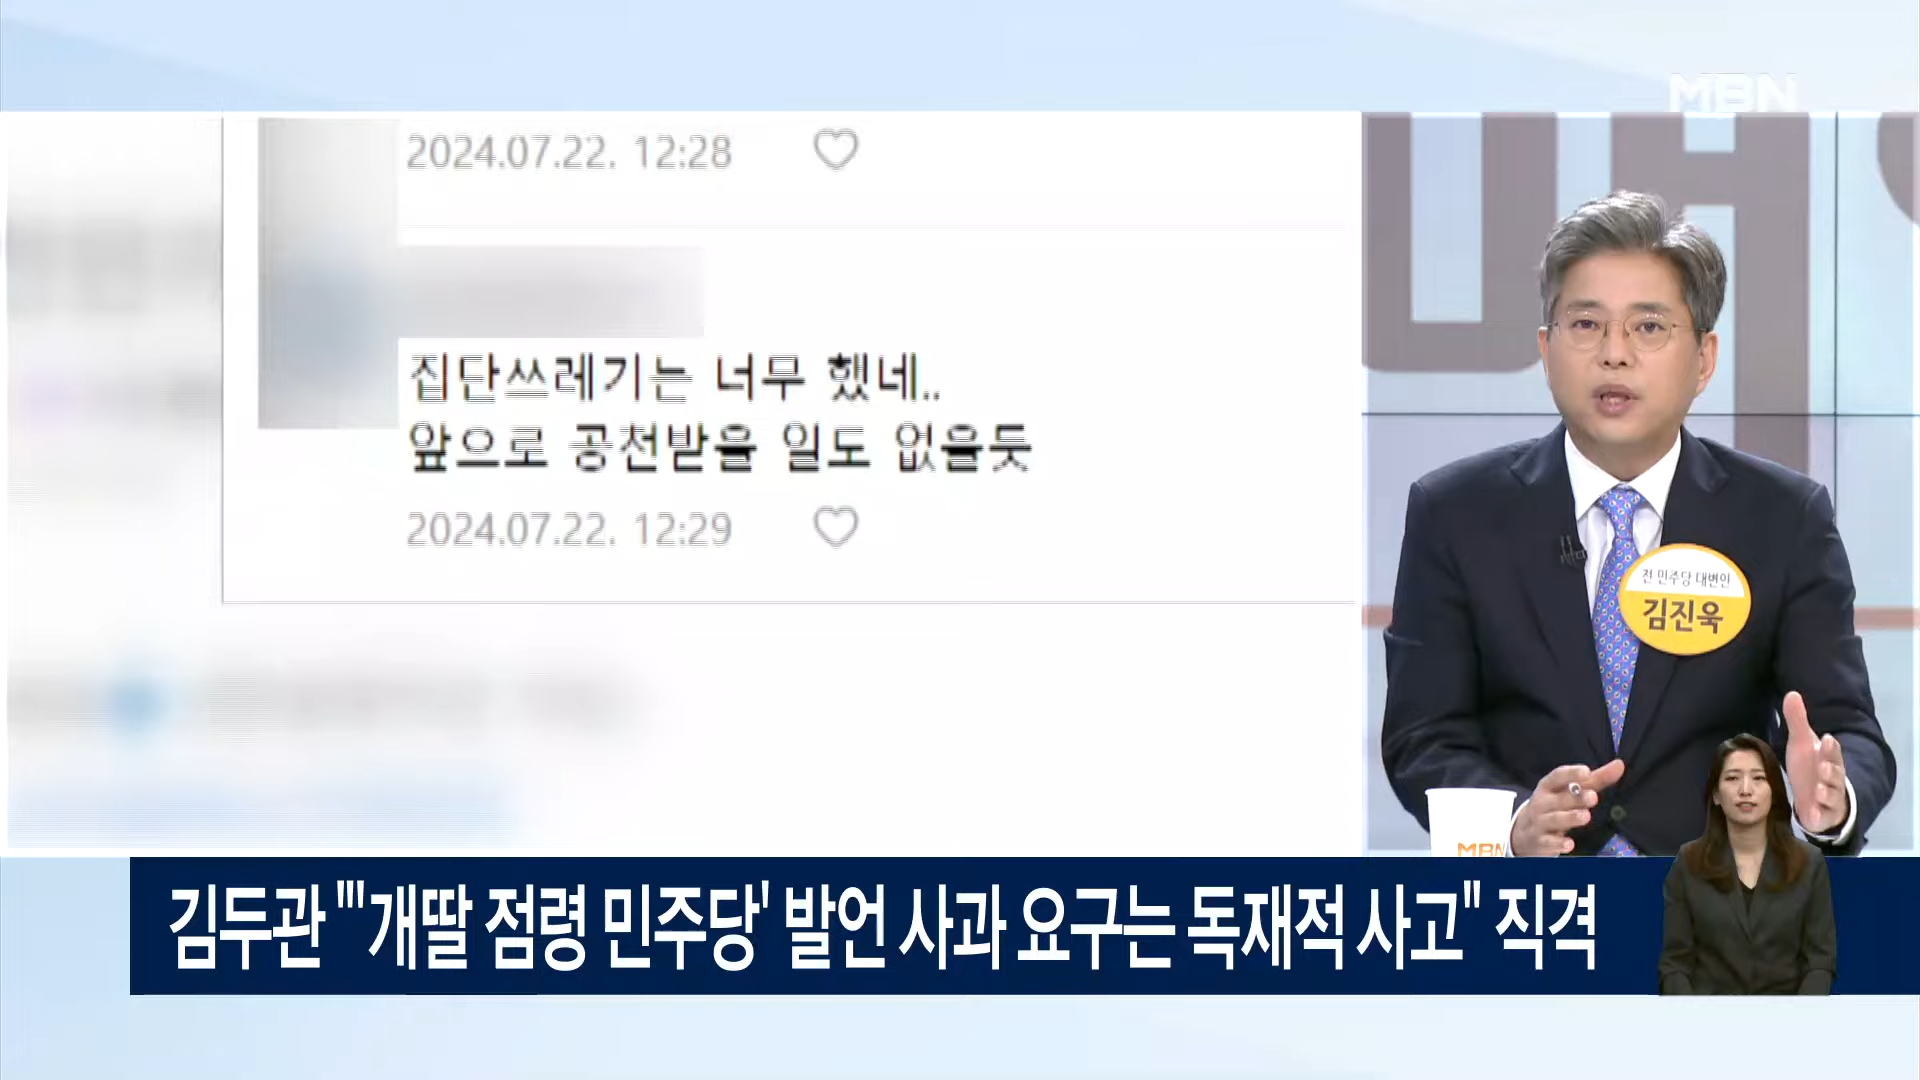 MBN
2024.07.22. 12:28
집단쓰레기는 너무 했네..
앞으로 공천받을 일도 없을듯
2024.07.22. 12:29
전 민주당 대변인
김진욱
MBN
김두관 "'개딸 점령 민주당' 발언 사과 요구는 독재적 사고" 직격